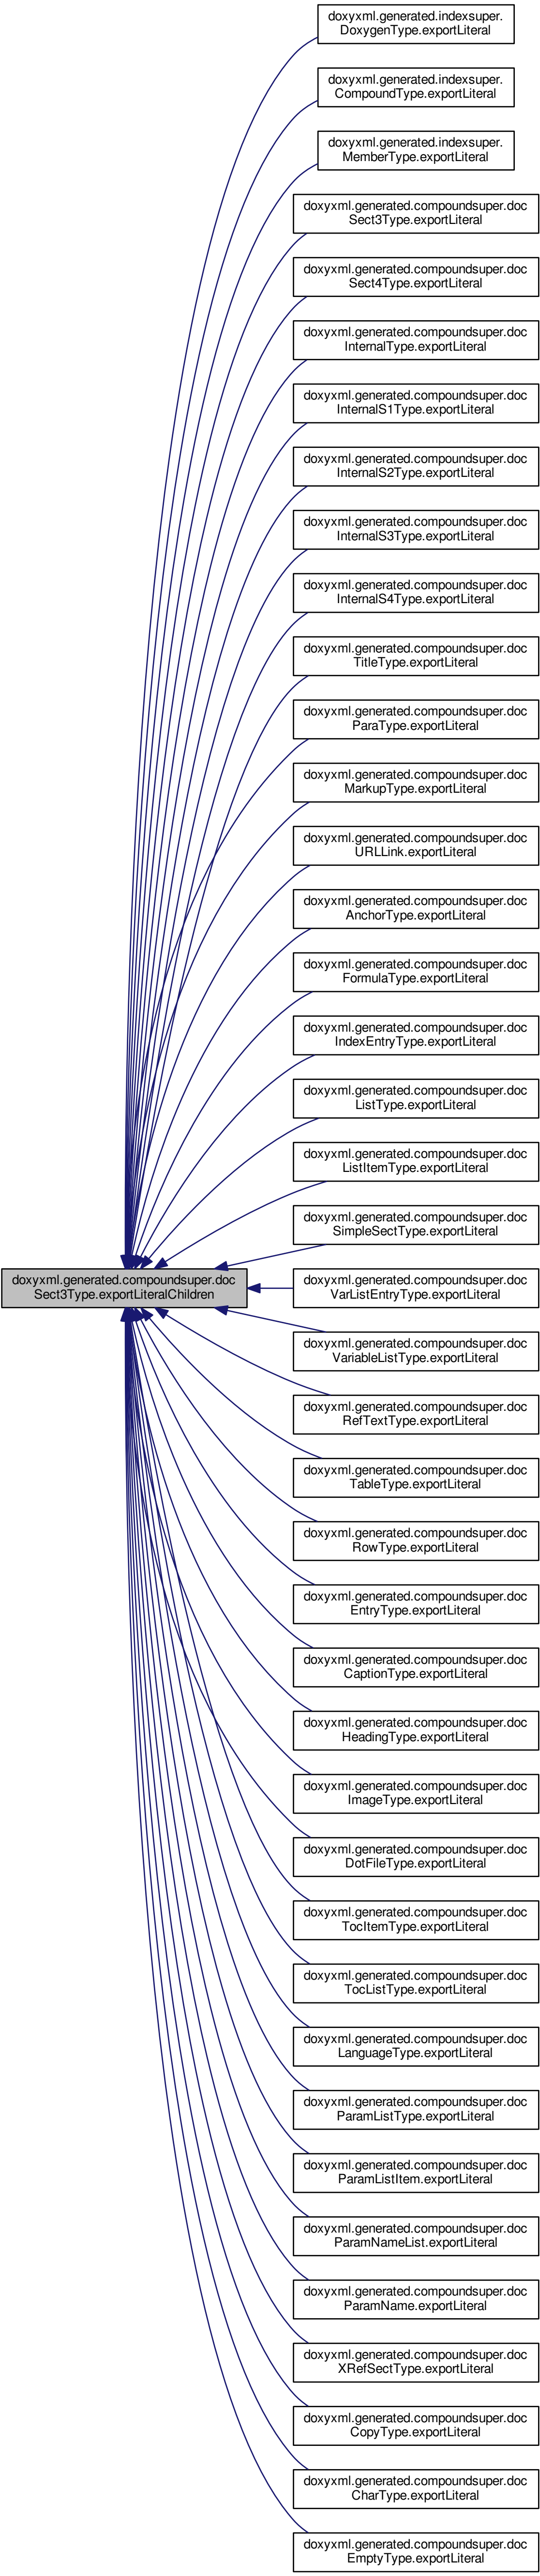 doxyxml.generated.indexsuper.
DoxygenType.exportLiteral
doxyxml.generated.indexsuper.
CompoundType.exportLiteral
doxyxml.generated.indexsuper.
MemberType.exportLiteral
doxyxml.generated.compoundsuper.doc
Sect3Type.exportLiteral
doxyxml.generated.compoundsuper.doc
Sect4Type.exportLiteral
doxyxml.generated.compoundsuper.doc
InternalType.exportLiteral
doxyxml.generated.compoundsuper.doc
InternalS1Type.exportLiteral
doxyxml.generated.compoundsuper.doc
InternalS2Type.exportLiteral
doxyxml.generated.compoundsuper.doc
InternalS3Type.exportLiteral
doxyxml.generated.compoundsuper.doc
InternalS4Type.exportLiteral
doxyxml.generated.compoundsuper.doc
TitleType.exportLiteral
doxyxml.generated.compoundsuper.doc
ParaType.exportLiteral
doxyxml.generated.compoundsuper.doc
MarkupType.exportLiteral
doxyxml.generated.compoundsuper.doc
URLLink.exportLiteral
doxyxml.generated.compoundsuper.doc
AnchorType.exportLiteral
doxyxml.generated.compoundsuper.doc
FormulaType.exportLiteral
doxyxml.generated.compoundsuper.doc
IndexEntryType.exportLiteral
doxyxml.generated.compoundsuper.doc
ListType.exportLiteral
doxyxml.generated.compoundsuper.doc
ListItemType.exportLiteral
doxyxml.generated.compoundsuper.doc
SimpleSectType.exportLiteral
doxyxml.generated.compoundsuper.doc
Sect3Type.exportLiteralChildren
doxyxml.generated.compoundsuper.doc
VarListEntryType.exportLiteral
doxyxml.generated.compoundsuper.doc
VariableListType.exportLiteral
doxyxml.generated.compoundsuper.doc
RefTextType.exportLiteral
doxyxml.generated.compoundsuper.doc
TableType.exportLiteral
doxyxml.generated.compoundsuper.doc
RowType.exportLiteral
doxyxml.generated.compoundsuper.doc
EntryType.exportLiteral
doxyxml.generated.compoundsuper.doc
CaptionType.exportLiteral
doxyxml.generated.compoundsuper.doc
HeadingType.exportLiteral
doxyxml.generated.compoundsuper.doc
ImageType.exportLiteral
doxyxml.generated.compoundsuper.doc
DotFileType.exportLiteral
doxyxml.generated.compoundsuper.doc
TocItemType.exportLiteral
doxyxml.generated.compoundsuper.doc
TocListType.exportLiteral
doxyxml.generated.compoundsuper.doc
LanguageType.exportLiteral
doxyxml.generated.compoundsuper.doc
ParamListType.exportLiteral
doxyxml.generated.compoundsuper.doc
ParamListItem.exportLiteral
doxyxml.generated.compoundsuper.doc
ParamNameList.exportLiteral
doxyxml.generated.compoundsuper.doc
ParamName.exportLiteral
doxyxml.generated.compoundsuper.doc
XRefSectType.exportLiteral
doxyxml.generated.compoundsuper.doc
CopyType.exportLiteral
doxyxml.generated.compoundsuper.doc
CharType.exportLiteral
doxyxml.generated.compoundsuper.doc
EmptyType.exportLiteral